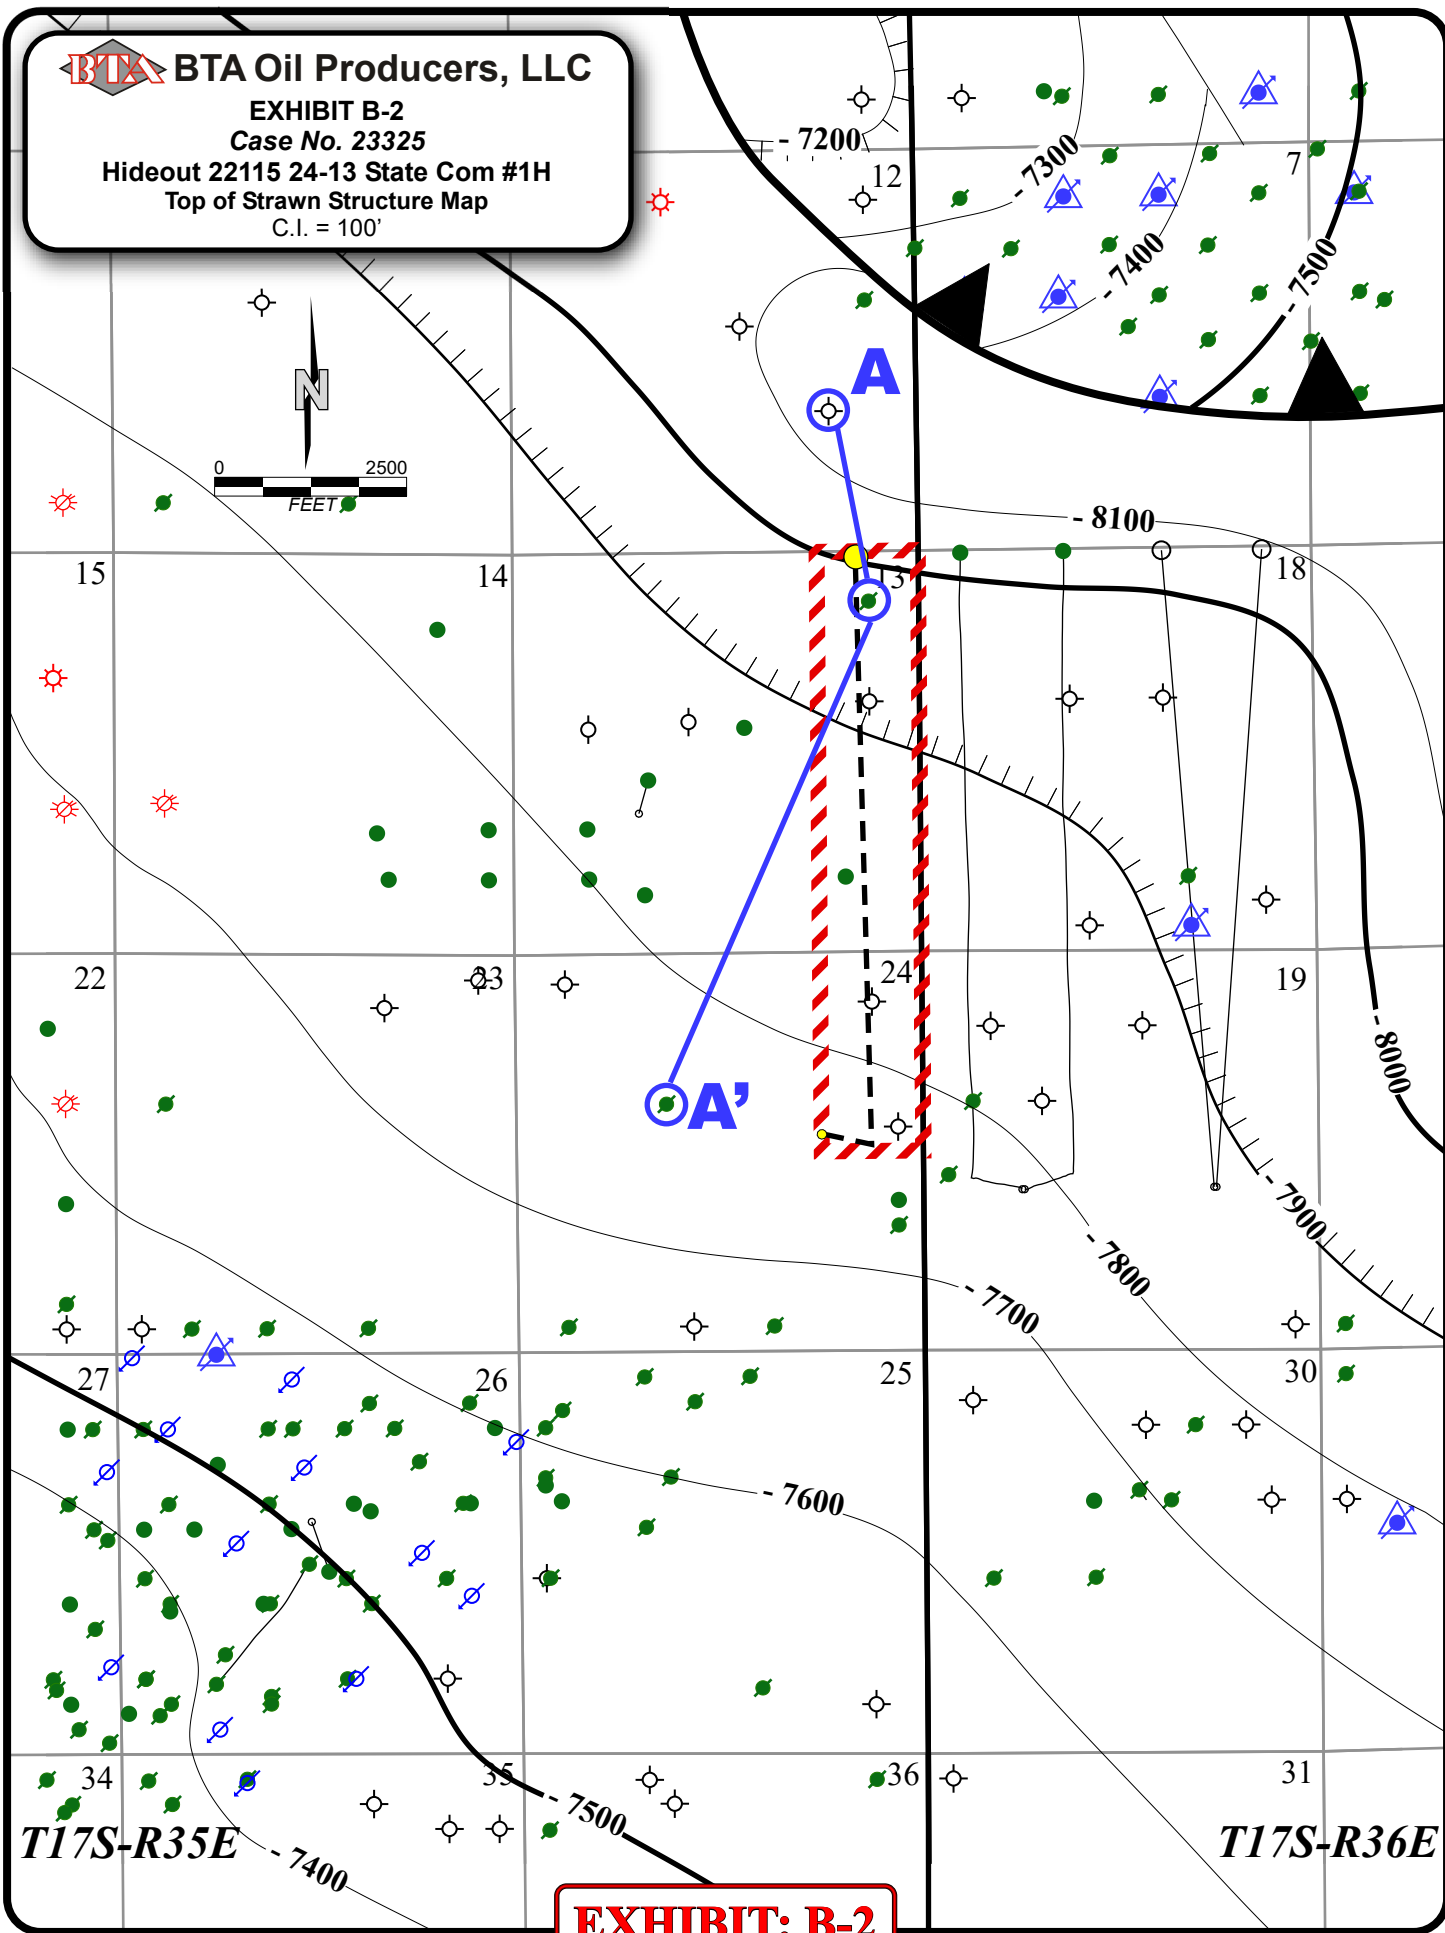 BTA BTA Oil Producers, LLC
EXHIBIT B-2
Case No. 23325
Hideout 22115 24-13 State Com #1H
Top of Strawn Structure Map
C.I. = 100'
- 7200
12
- 7300
7
- 7400
- 7500
A
N
0 2500
FEET
- 8100
15
14
13
18
22
23
24
19
- 8000
A'
- 7900
- 7800
- 7700
27
26
25
30
- 7600
34
35
36
31
- 7500
T17S-R35E
T17S-R36E
- 7400
EXHIBIT: B-2